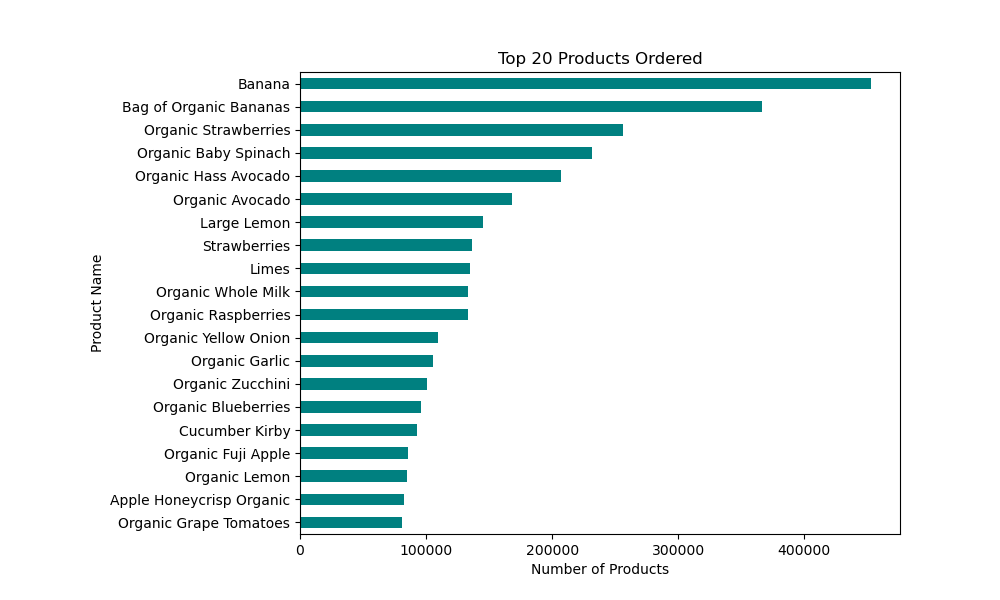 Top 20 Products Ordered
Product Name
Banana
Bag of Organic Bananas
Organic Strawberries
Organic Baby Spinach
Organic Hass Avocado
Organic Avocado
Large Lemon
Strawberries
Limes
Organic Whole Milk
Organic Raspberries
Organic Yellow Onion
Organic Garlic
Organic Zucchini
Organic Blueberries
Cucumber Kirby
Organic Fuji Apple
Organic Lemon
Apple Honeycrisp Organic
Organic Grape Tomatoes
0 100000 200000 300000 400000
Number of Products